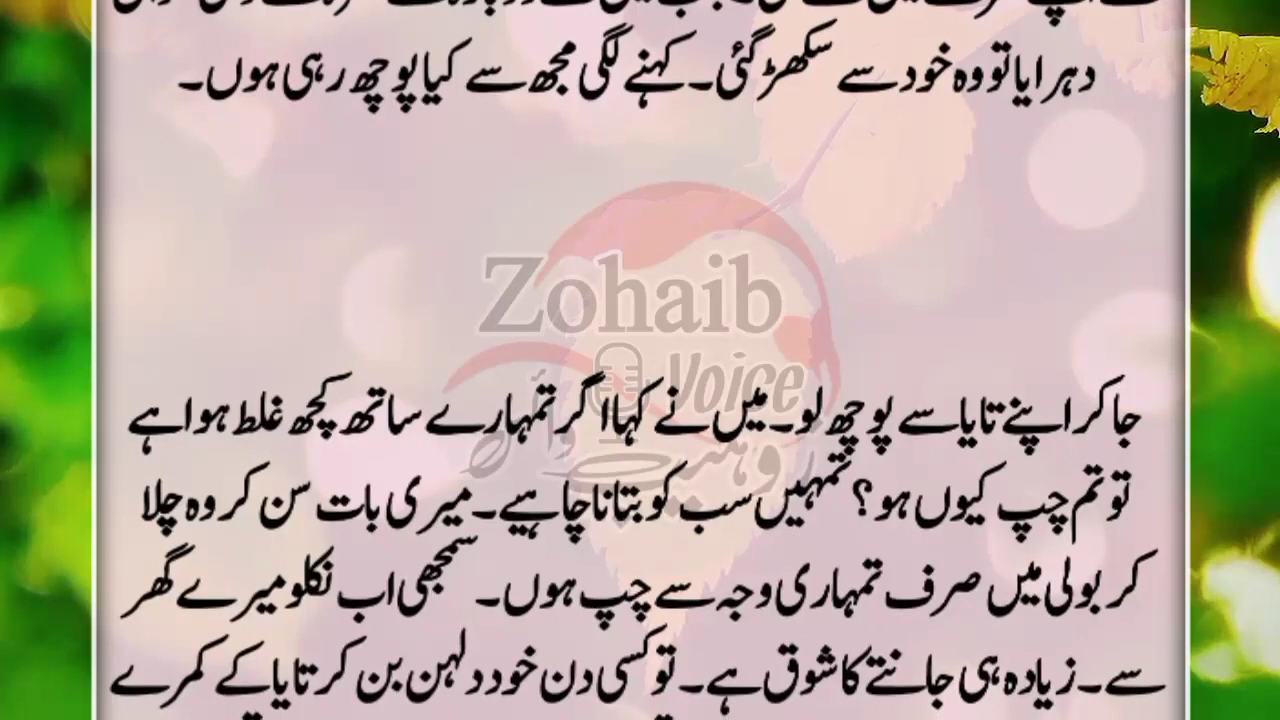 دہرایا تو وہ خود سے سکھڑ گئی۔ کہنے لگی مجھ سے کیا پوچھ رہی ہوں۔
Zohaib
Voice
جا کر اپنے تایا سے پوچھ لو۔ میں نے کہا اگر تمہارے ساتھ کچھ غلط ہوا ہے
تو تم چپ کیوں ہو؟ تمہیں سب کو بتانا چاہیے۔ میری بات سن کر وہ چلا
کر بولی میں صرف تمہاری وجہ سے چپ ہوں۔ سمجھی اب نکلو میرے گھر
سے۔ زیادہ ہی جاننے کا شوق ہے۔ تو کسی دن خود دلہن بن کر تایا کے کمرے